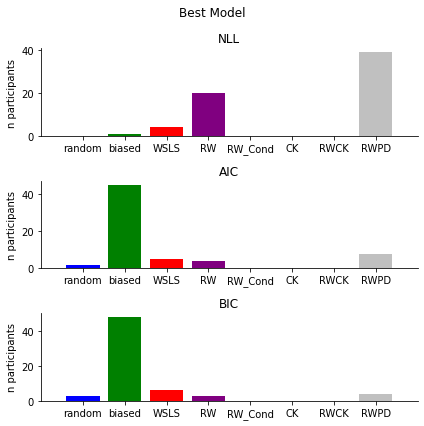 Best Model
NLL
n participants
40
20
0
random biased WSLS RW RW_Cond CK RWCK RWPD
AIC
n participants
40
20
0
random biased WSLS RW RW_Cond CK RWCK RWPD
BIC
n participants
40
20
0
random biased WSLS RW RW_Cond CK RWCK RWPD